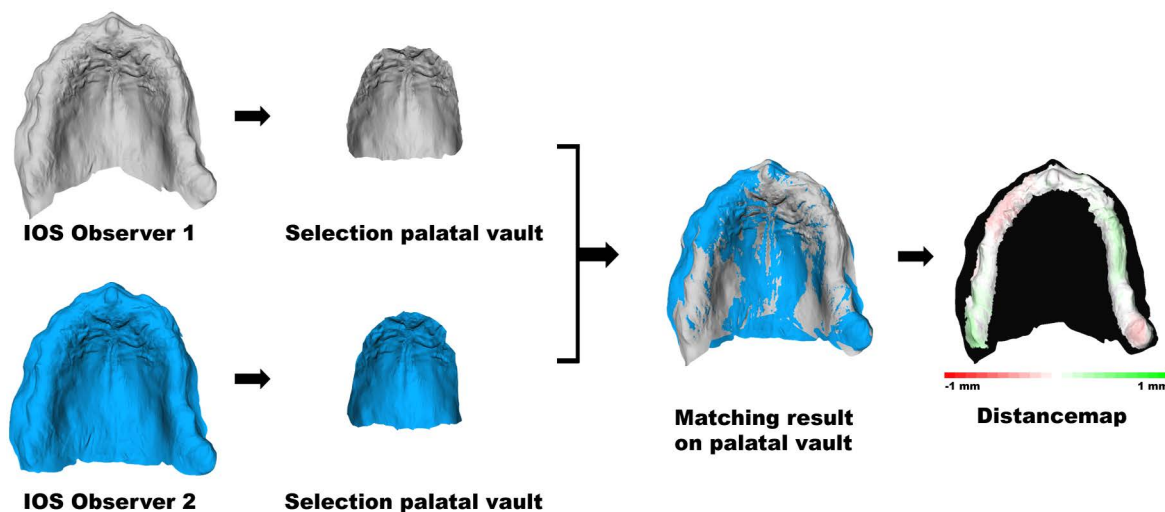 IOS Observer 1
Selection palatal vault
IOS Observer 2
Selection palatal vault
Matching result
on palatal vault
-1 mm
1 mm
Distancemap